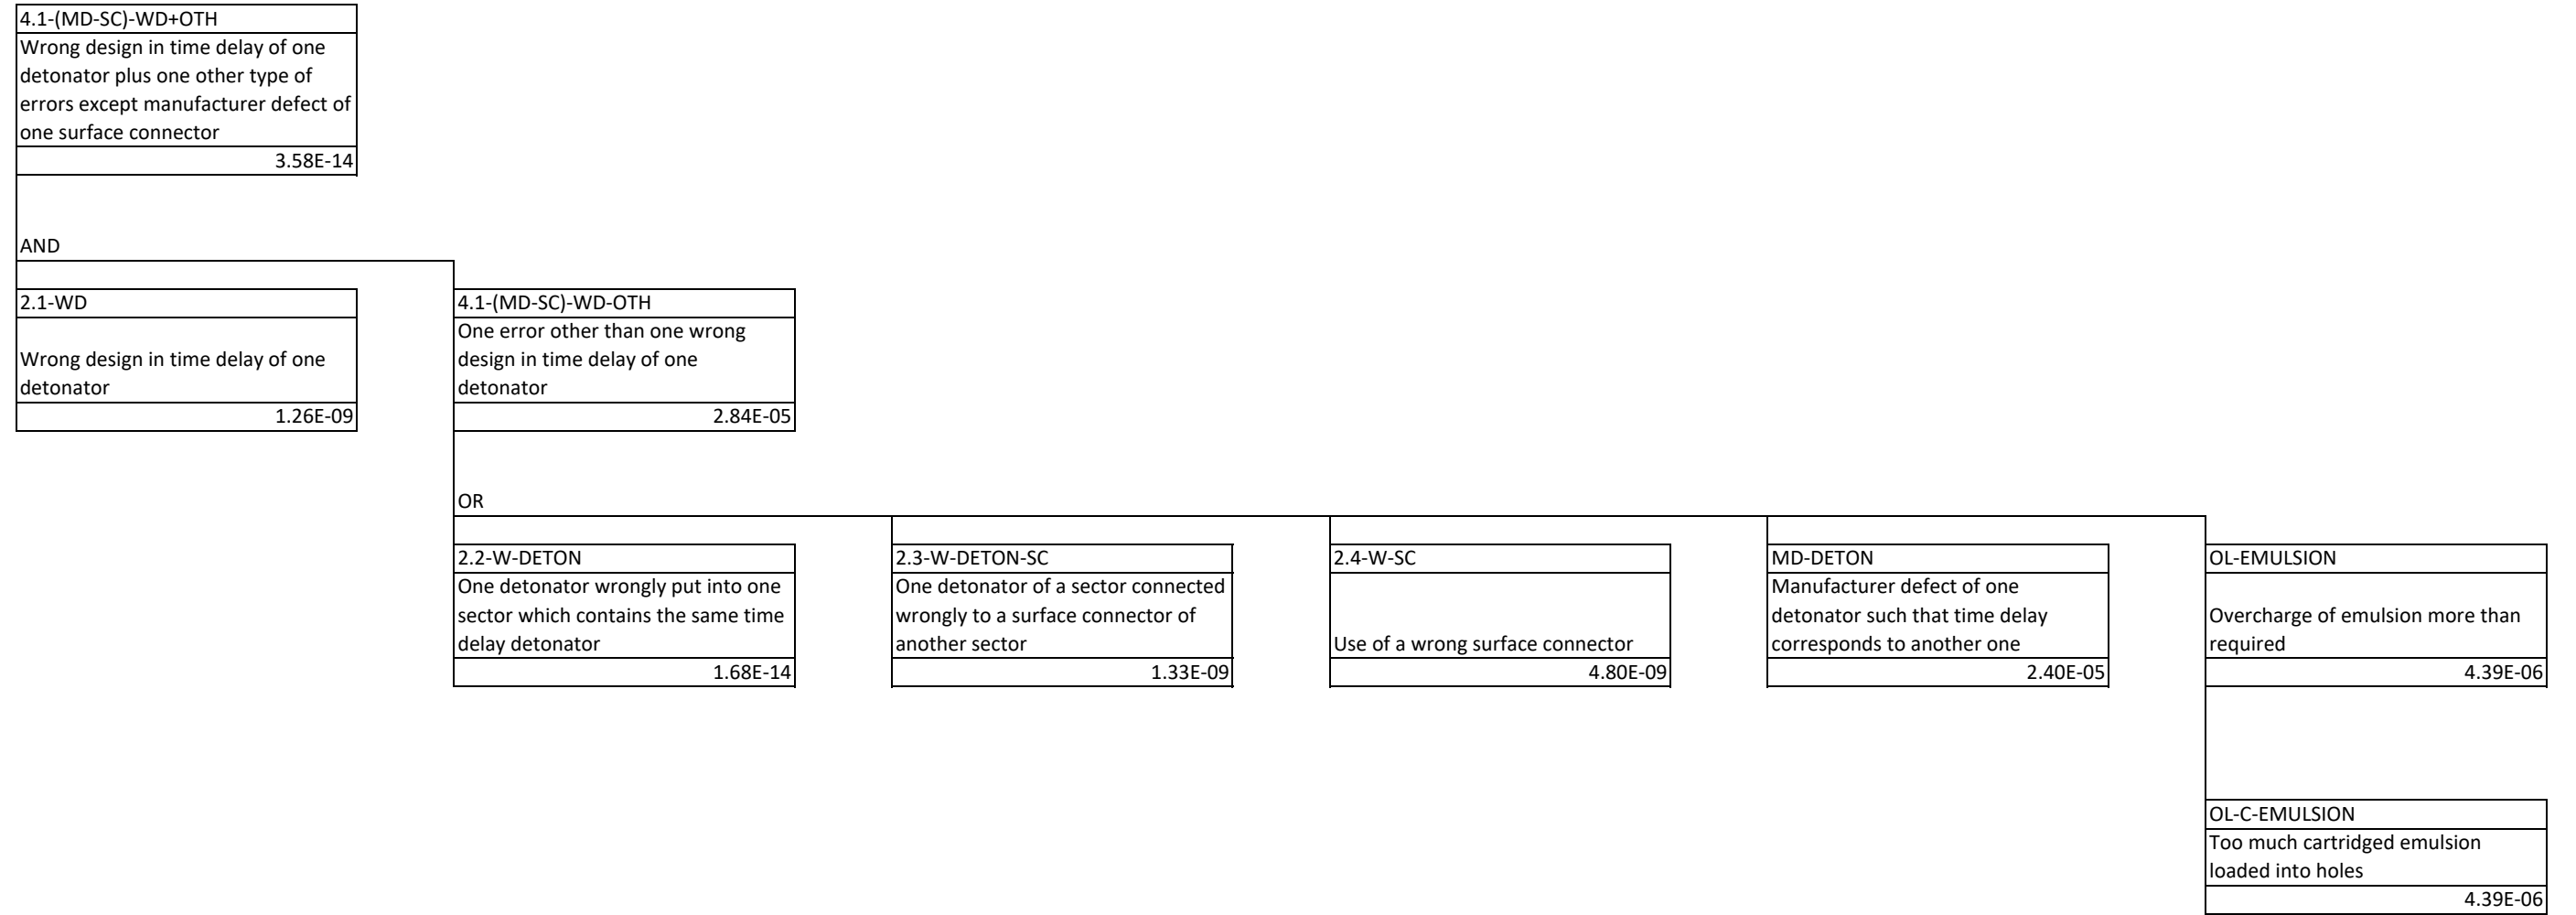 4.1-(MD-SC)-WD+OTH
Wrong design in time delay of one
detonator plus one other type of
errors except manufacturer defect of
one surface connector
3.58E-14
AND
2.1-WD
Wrong design in time delay of one
detonator
1.26E-09
4.1-(MD-SC)-WD-OTH
One error other than one wrong
design in time delay of one
detonator
2.84E-05
OR
2.2-W-DETON
One detonator wrongly put into one
sector which contains the same time
delay detonator
1.68E-14
2.3-W-DETON-SC
One detonator of a sector connected
wrongly to a surface connector of
another sector
1.33E-09
2.4-W-SC
Use of a wrong surface connector
4.80E-09
MD-DETON
Manufacturer defect of one
detonator such that time delay
corresponds to another one
2.40E-05
OL-EMULSION
Overcharge of emulsion more than
required
4.39E-06
OL-C-EMULSION
Too much cartridged emulsion
loaded into holes
4.39E-06